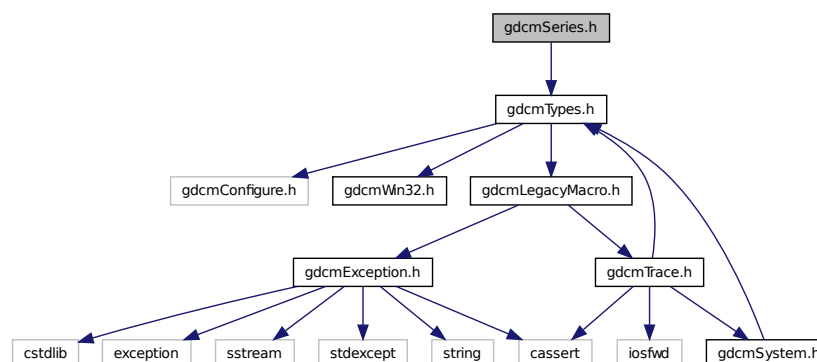 gdcmSeries.h
gdcmTypes.h
gdcmConfigure.h
gdcmWin32.h
gdcmLegacyMacro.h
gdcmException.h
gdcmTrace.h
cstdlib
exception
sstream
stdexcept
string
cassert
iosfwd
gdcmSystem.h